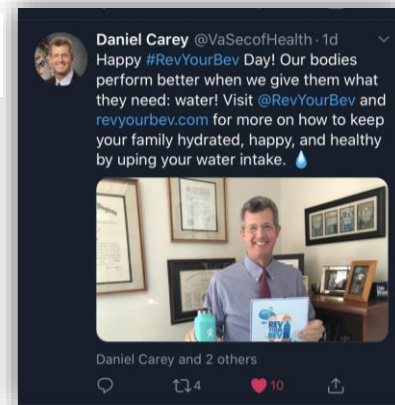 Daniel Carey @VaSecofHealth · 1d
Happy #RevYourBev Day! Our bodies
perform better when we give them what
they need: water! Visit @RevYourBev and
revyourbev.com for more on how to keep
your family hydrated, happy, and healthy
by uping your water intake. 💧
REV
YOUR
BEV
Daniel Carey and 2 others
4
10